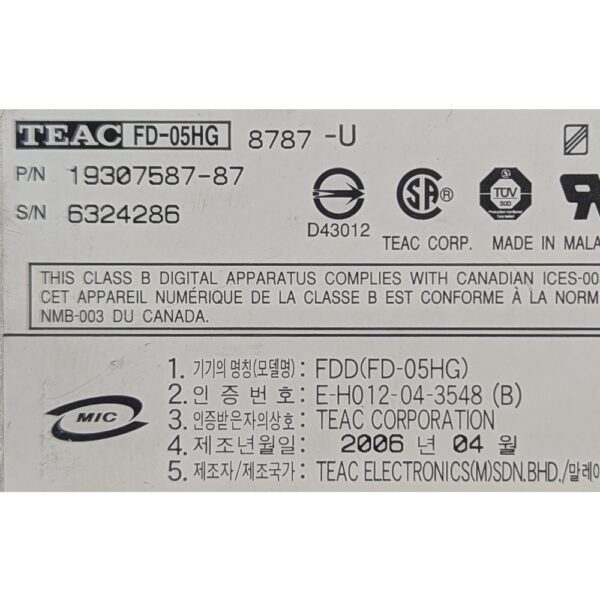 TEAC FD-05HG 8787 -U
P/N 19307587-87
S/N 6324286
D43012
SA ®
TÜV
TEAC CORP. MADE IN MALA
THIS CLASS B DIGITAL APPARATUS COMPLIES WITH CANADIAN ICES-00
CET APPAREIL NUMÉRIQUE DE LA CLASSE B EST CONFORME À LA NORM
NMB-003 DU CANADA.
MIC
1. 기기의 명칭(모델명) : FDD(FD-05HG)
2. 인 증 번 호 : E-H012-04-3548 (B)
3. 인증받은자의상호 : TEAC CORPORATION
4. 제조년월일 : 2006 년 04 월
5. 제조자/제조국가 : TEAC ELECTRONICS(M)SDN.BHD./말레